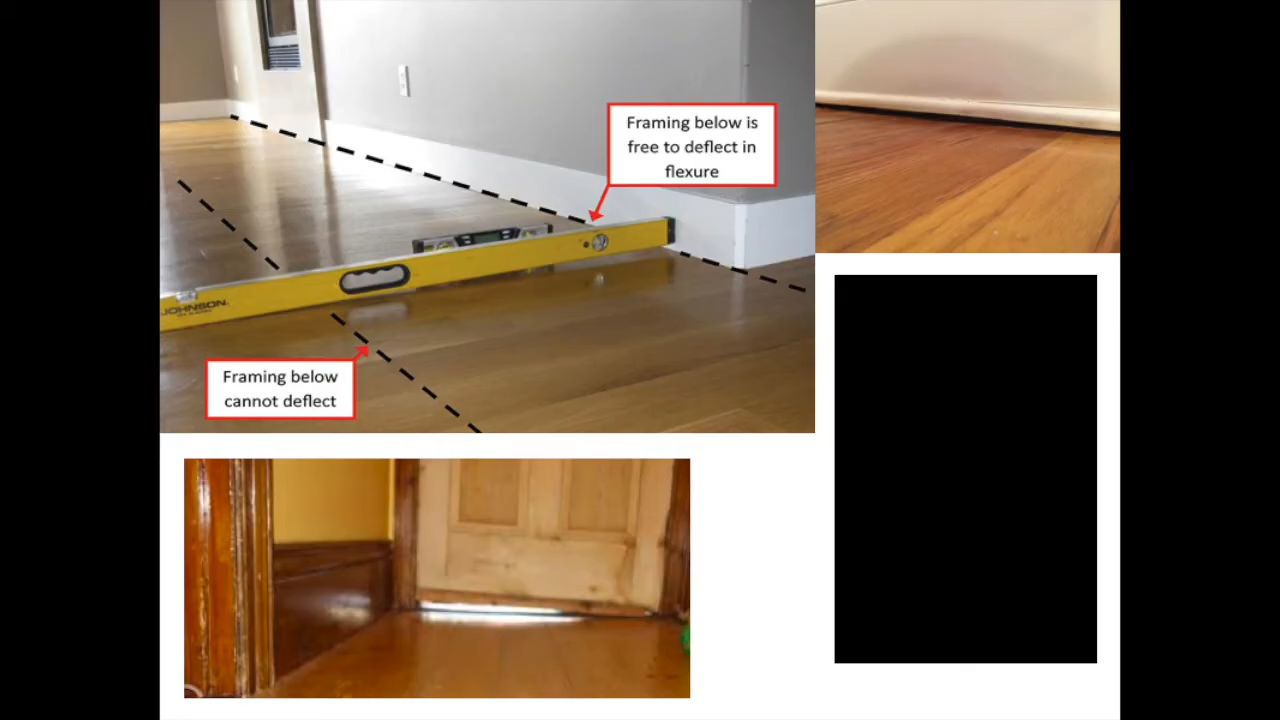 Framing below is
free to deflect in
flexure
JOHNSON
Framing below
cannot deflect